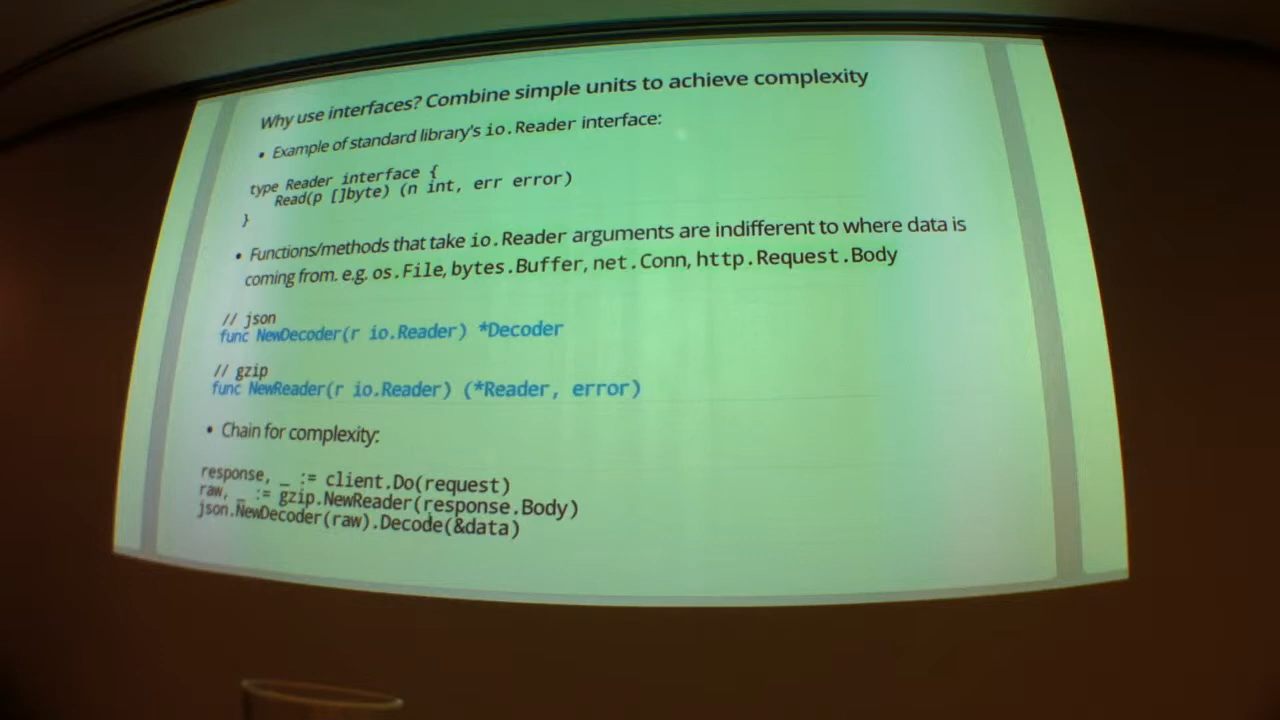 Why use interfaces? Combine simple units to achieve complexity
• Example of standard library's io.Reader interface:
type Reader interface {
Read(p []byte) (n int, err error)
}
• Functions/methods that take io.Reader arguments are indifferent to where data is
coming from. e.g. os.File, bytes.Buffer, net.Conn, http.Request.Body
// json
func NewDecoder(r io.Reader) *Decoder
// gzip
func NewReader(r io.Reader) (*Reader, error)
• Chain for complexity:
response, _ := client.Do(request)
raw, _ := gzip.NewReader(response.Body)
json.NewDecoder(raw).Decode(&data)